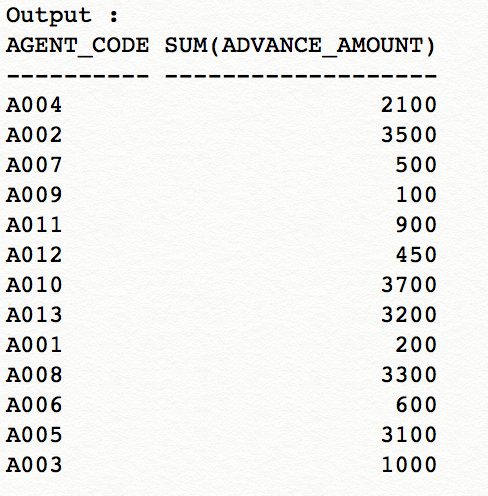 Output :
AGENT_CODE SUM(ADVANCE_AMOUNT)
---------- -------------------
A004 2100
A002 3500
A007 500
A009 100
A011 900
A012 450
A010 3700
A013 3200
A001 200
A008 3300
A006 600
A005 3100
A003 1000